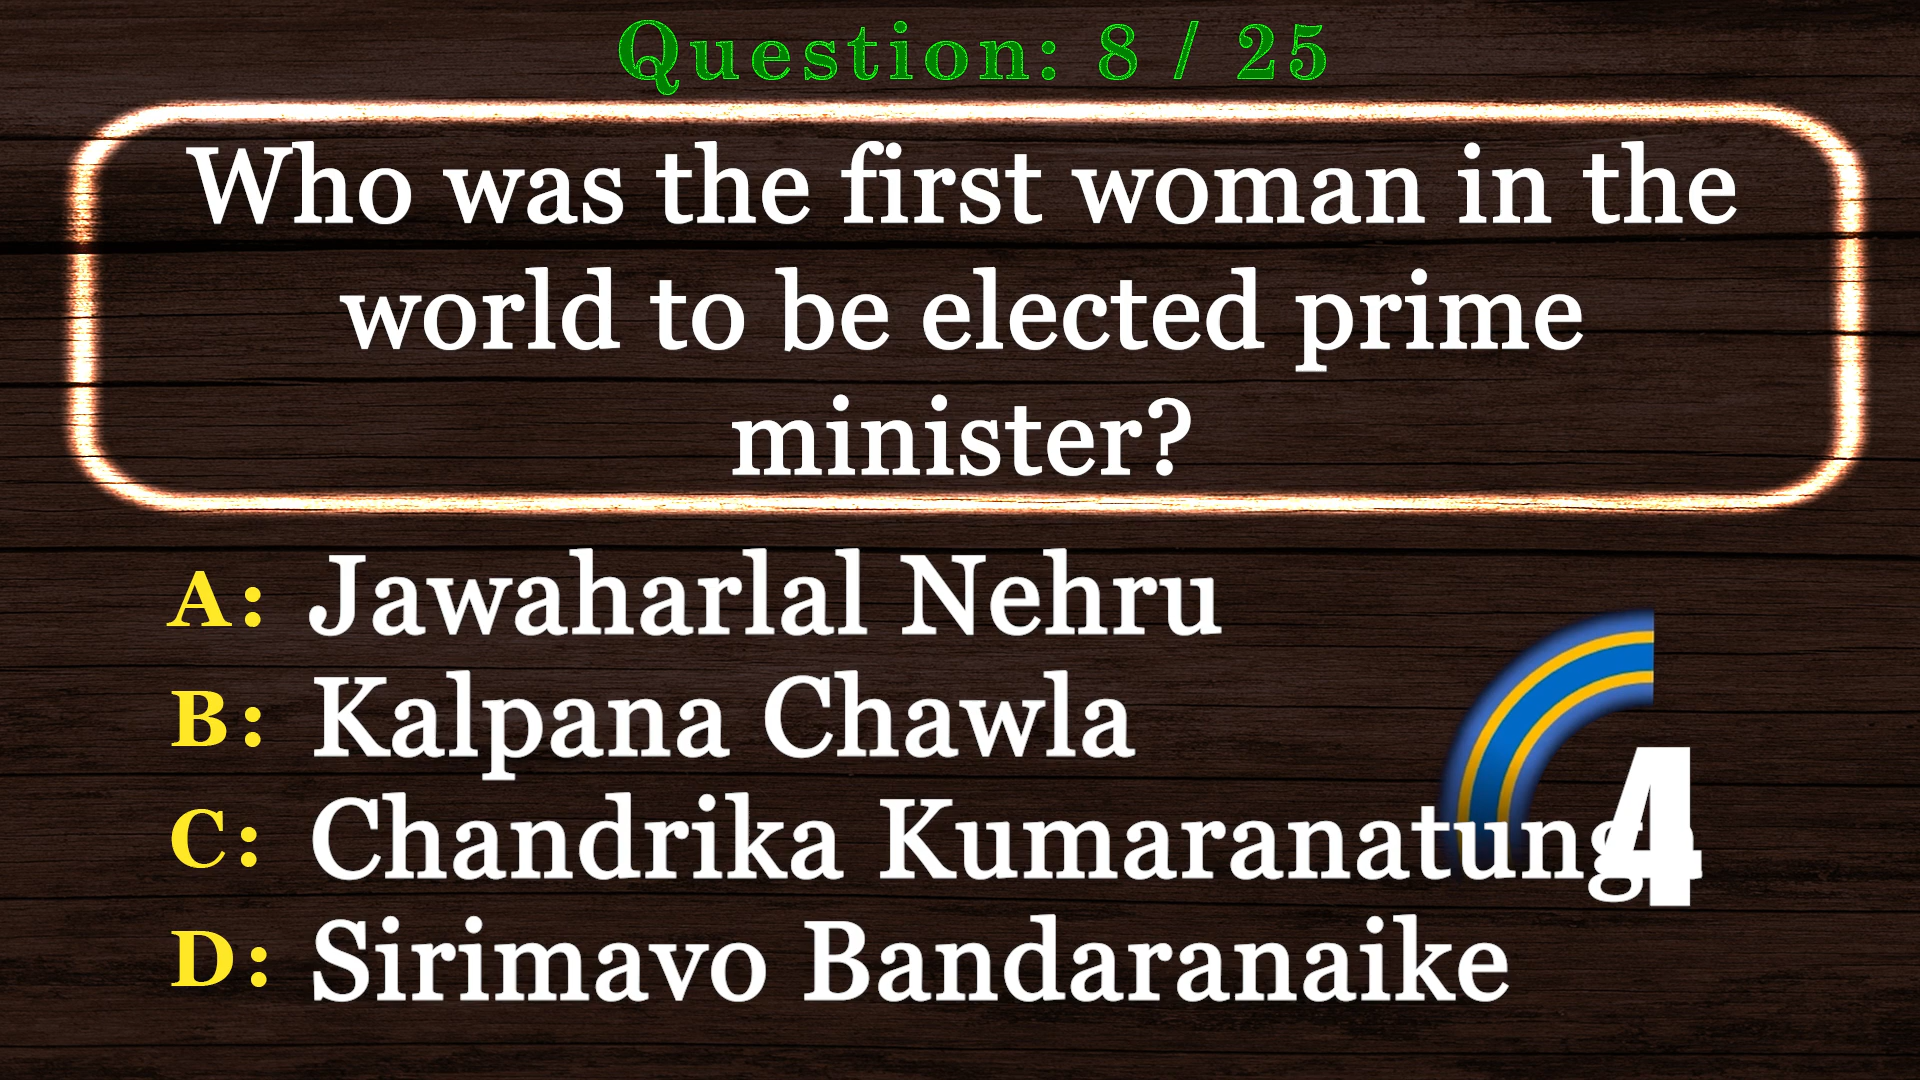 Question: 8 / 25
Who was the first woman in the
world to be elected prime
minister?
A: Jawaharlal Nehru
B: Kalpana Chawla
C: Chandrika
4
D: Sirimavo Bandaranaike